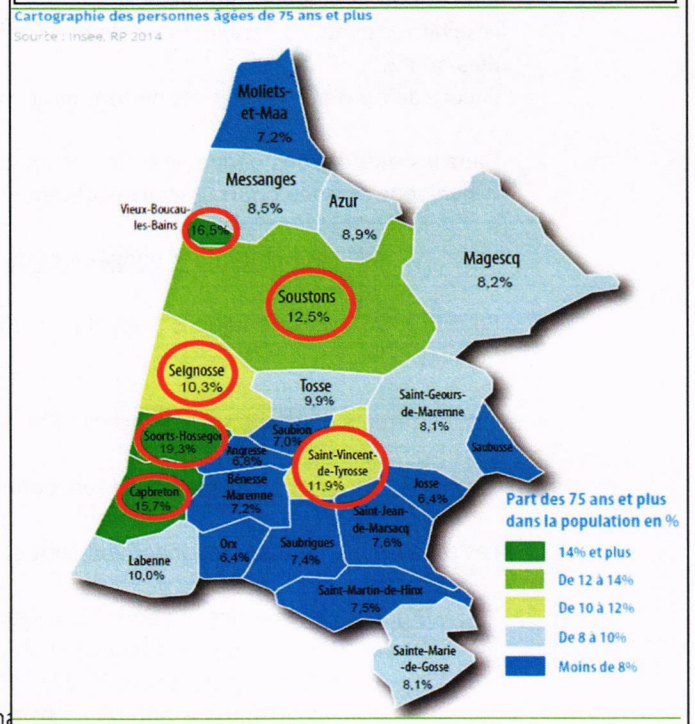 Cartographie des personnes âgées de 75 ans et plus
Source : Insee, RP 2014
Moliets-
et-Maa
7,2%
Messanges
8,5%
Azur
8,9%
Vieux-Boucau-
les-Bains
16,5%
Magescq
8,2%
Soustons
12,5%
Seignosse
10,3%
Tosse
9,9%
Saint-Geours-
de-Maremne
8,1%
Soorts-Hossegor
19,3%
Saubion
7,0%
Angresse
6,8%
Saubusse
Saint-Vincent-
de-Tyrosse
11,9%
Capbreton
15,7%
Bénesse
-Maremne
7,2%
Josse
6,4%
Saint-Jean-
de-Marsacq
7,6%
Labenne
10,0%
Orx
6,4%
Saubrigues
7,4%
Saint-Martin-de-Hinx
7,5%
Sainte-Marie
-de-Gosse
8,1%
Part des 75 ans et plus
dans la population en %
14% et plus
De 12 à 14%
De 10 à 12%
De 8 à 10%
Moins de 8%